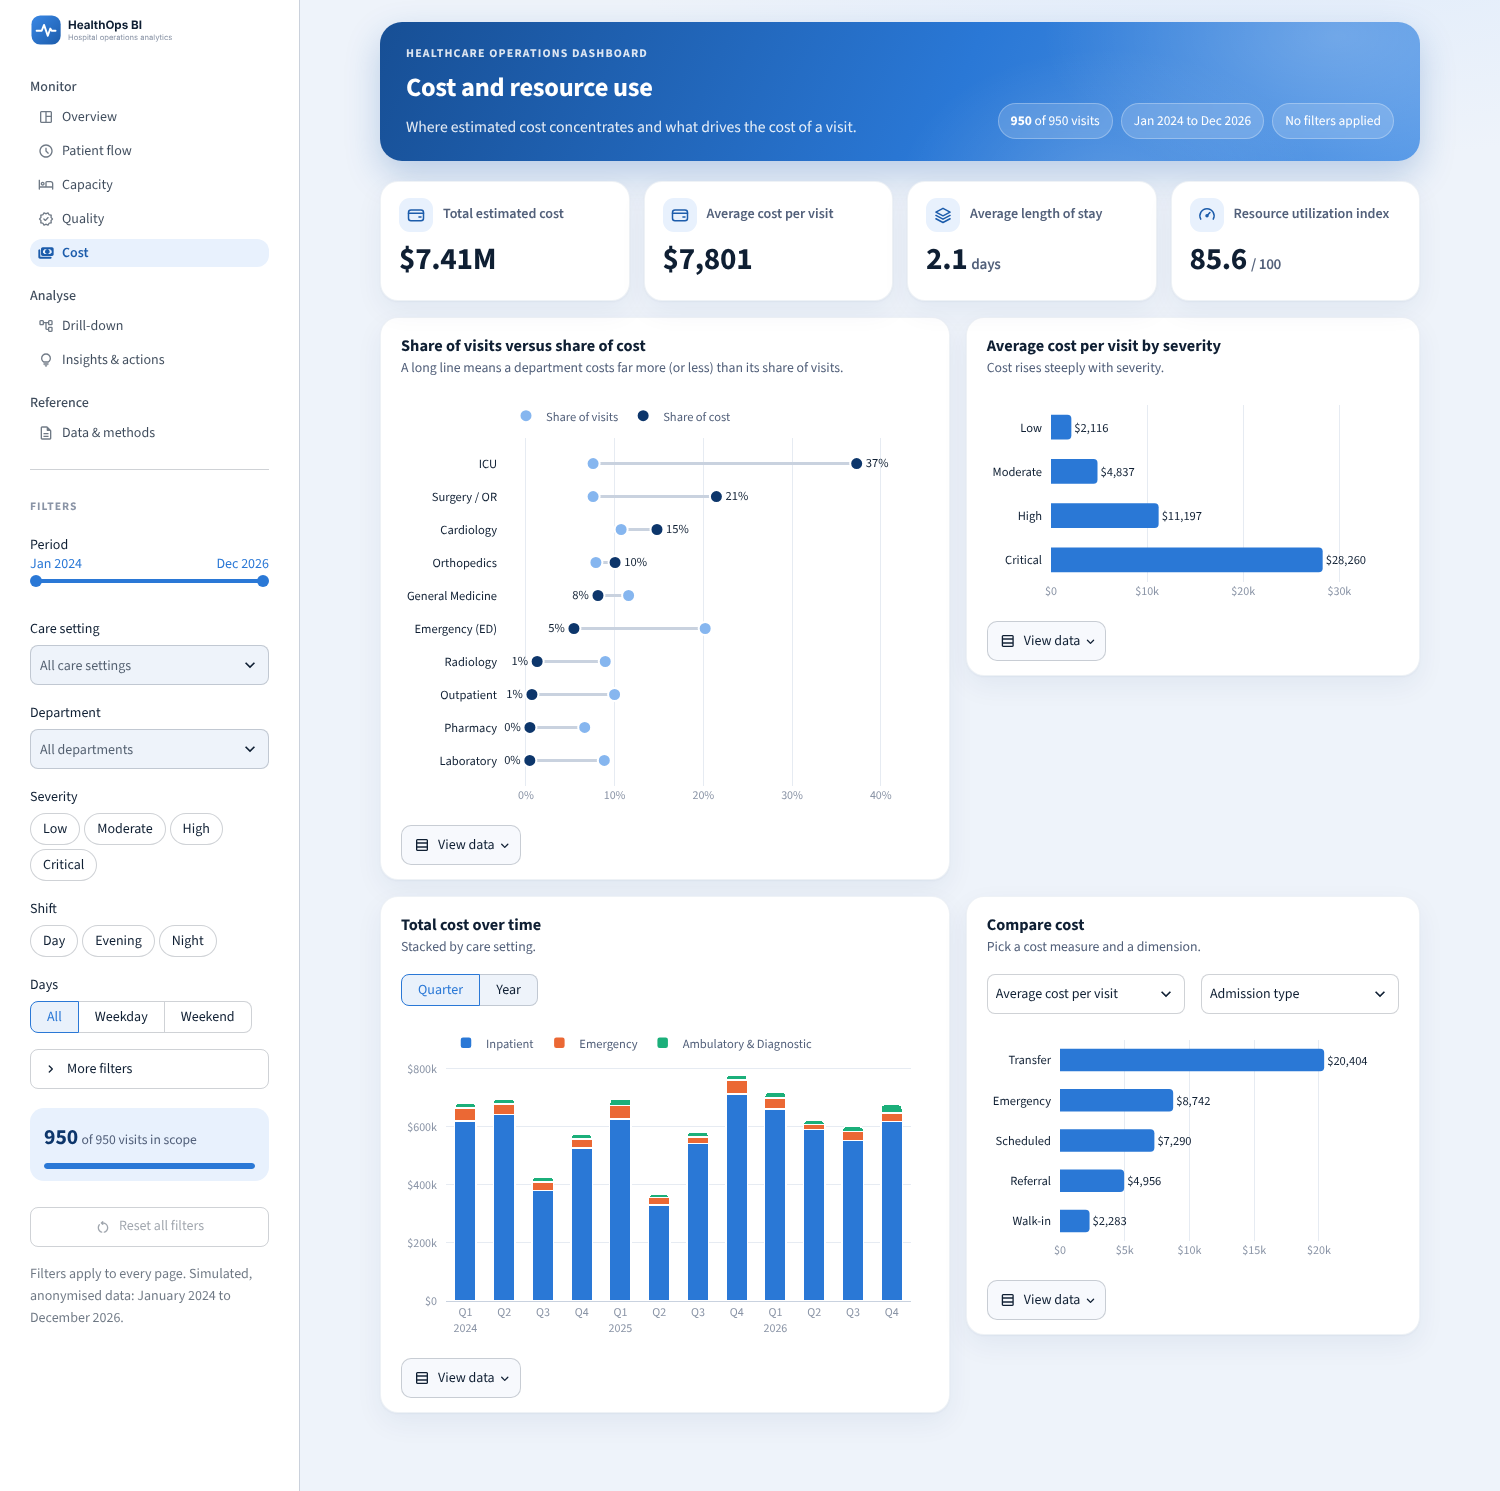 HealthOps BI
Hospital operations analytics
Monitor
Overview
Patient flow
Capacity
Quality
Cost
Analyse
Drill-down
Insights & actions
Reference
Data & methods
FILTERS
Period
Jan 2024 Dec 2026
Care setting
All care settings
Department
All departments
Severity
Low Moderate High
Critical
Shift
Day Evening Night
Days
All Weekday Weekend
More filters
950 of 950 visits in scope
Reset all filters
Filters apply to every page. Simulated,
anonymised data: January 2024 to
December 2026.
HEALTHCARE OPERATIONS DASHBOARD
Cost and resource use
Where estimated cost concentrates and what drives the cost of a visit.
950 of 950 visits Jan 2024 to Dec 2026 No filters applied
Total estimated cost
$7.41M
Average cost per visit
$7,801
Average length of stay
2.1 days
Resource utilization index
85.6 / 100
Share of visits versus share of cost
A long line means a department costs far more (or less) than its share of visits.
Share of visits Share of cost
ICU 37%
Surgery / OR 21%
Cardiology 15%
Orthopedics 10%
General Medicine 8%
Emergency (ED) 5%
Radiology 1%
Outpatient 1%
Pharmacy 0%
Laboratory 0%
0% 10% 20% 30% 40%
View data
Average cost per visit by severity
Cost rises steeply with severity.
Low $2,116
Moderate $4,837
High $11,197
Critical $28,260
$0 $10k $20k $30k
View data
Total cost over time
Stacked by care setting.
Quarter Year
Inpatient Emergency Ambulatory & Diagnostic
$800k
$600k
$400k
$200k
$0
Q1 Q2 Q3 Q4 Q1 Q2 Q3 Q4 Q1 Q2 Q3 Q4
2024 2025 2026
View data
Compare cost
Pick a cost measure and a dimension.
Average cost per visit Admission type
Transfer $20,404
Emergency $8,742
Scheduled $7,290
Referral $4,956
Walk-in $2,283
$0 $5k $10k $15k $20k
View data